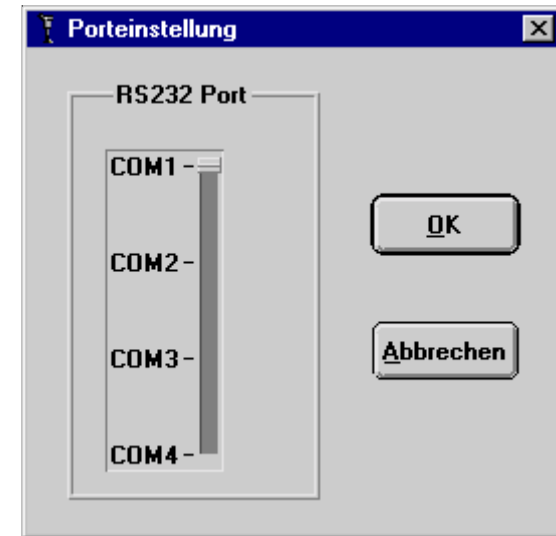 Porteinstellung
RS232 Port
COM1
COM2
COM3
COM4
OK
Abbrechen